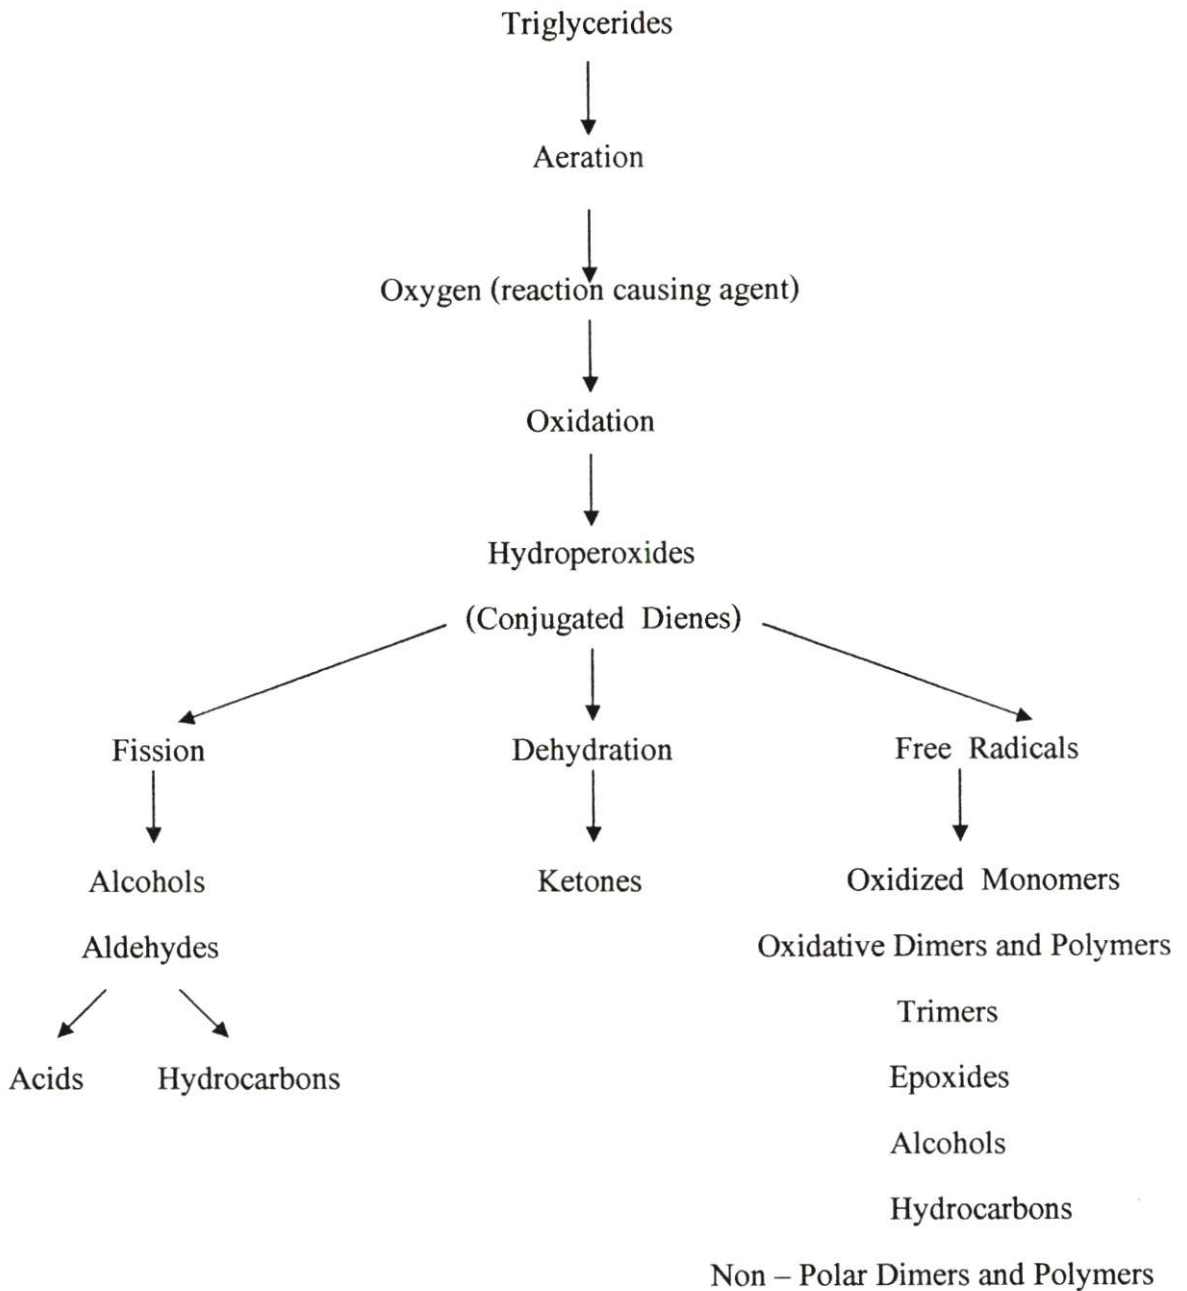 Triglycerides
Aeration
Oxygen (reaction causing agent)
Oxidation
Hydroperoxides
(Conjugated Dienes)
Fission Dehydration Free Radicals
Alcohols Ketones Oxidized Monomers
Aldehydes Oxidative Dimers and Polymers
Trimers
Acids Hydrocarbons Epoxides
Alcohols
Hydrocarbons
Non – Polar Dimers and Polymers